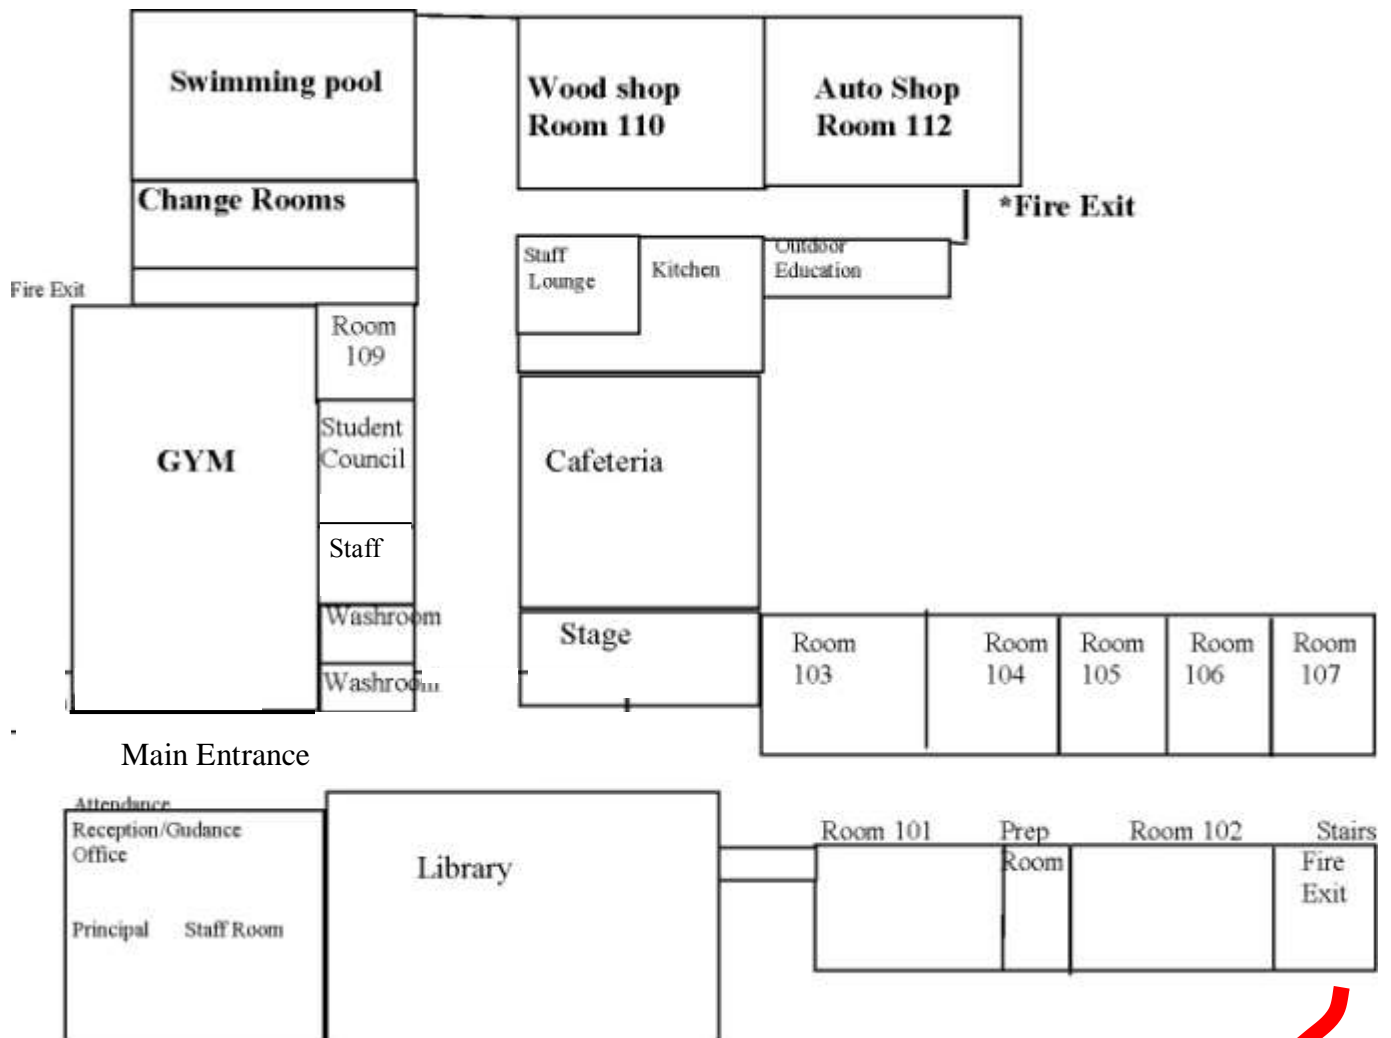 Swimming pool
Wood shop
Room 110
Auto Shop
Room 112
Change Rooms
*Fire Exit
Staff
Lounge
Kitchen
Outdoor
Education
Fire Exit
Room
109
Student
Council
GYM
Cafeteria
Staff
Washroom
Stage
Room
103
Room
104
Room
105
Room
106
Room
107
Washroom
Main Entrance
Attendance
Reception/Gudance
Office
Library
Room 101
Prep
Room
Room 102
Stairs
Fire
Exit
Principal
Staff Room